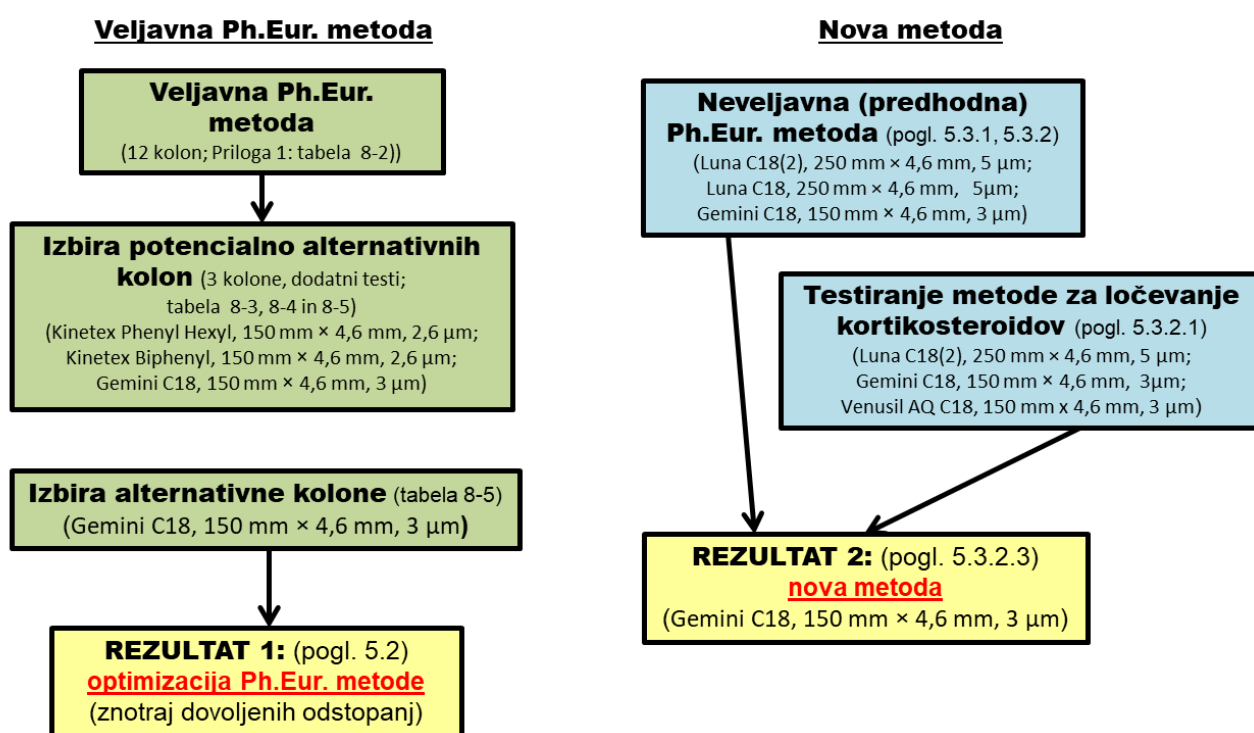 Veljavna Ph.Eur. metoda
Veljavna Ph.Eur.
metoda
(12 kolon; Priloga 1: tabela 8-2))
Izbira potencialno alternativnih
kolon (3 kolone, dodatni testi;
tabela 8-3, 8-4 in 8-5)
(Kinetex Phenyl Hexyl, 150 mm × 4,6 mm, 2,6 µm;
Kinetex Biphenyl, 150 mm × 4,6 mm, 2,6 µm;
Gemini C18, 150 mm × 4,6 mm, 3 µm)
Izbira alternativne kolone (tabela 8-5)
(Gemini C18, 150 mm × 4,6 mm, 3 µm)
REZULTAT 1: (pogl. 5.2)
optimizacija Ph.Eur. metode
(znotraj dovoljenih odstopanj)
Nova metoda
Neveljavna (predhodna)
Ph.Eur. metoda (pogl. 5.3.1, 5.3.2)
(Luna C18(2), 250 mm × 4,6 mm, 5 µm;
Luna C18, 250 mm × 4,6 mm, 5µm;
Gemini C18, 150 mm × 4,6 mm, 3 µm)
Testiranje metode za ločevanje
kortikosteroidov (pogl. 5.3.2.1)
(Luna C18(2), 250 mm × 4,6 mm, 5 µm;
Gemini C18, 150 mm × 4,6 mm, 3µm;
Venusil AQ C18, 150 mm x 4,6 mm, 3 µm)
REZULTAT 2: (pogl. 5.3.2.3)
nova metoda
(Gemini C18, 150 mm × 4,6 mm, 3 µm)